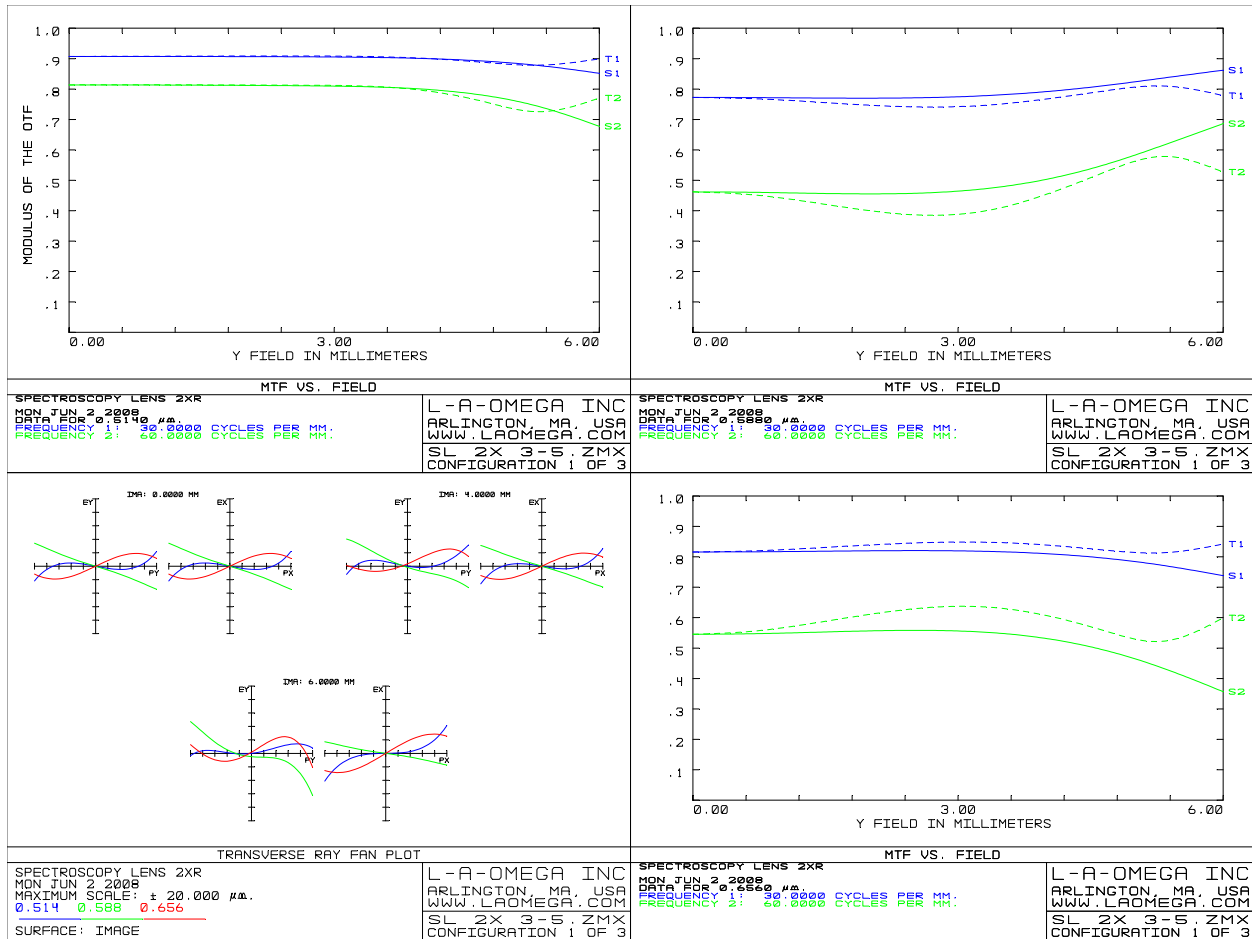 1.0
.9
.8
.7
.6
.5
.4
.3
.2
.1
MODULUS OF THE OTF
T1
S1
T2
S2
0.00 3.00 6.00
Y FIELD IN MILLIMETERS
MTF VS. FIELD
SPECTROSCOPY LENS 2XR
MON JUN 2 2008
DATA FOR 0.5140 µm.
FREQUENCY 1: 30.0000 CYCLES PER MM.
FREQUENCY 2: 60.0000 CYCLES PER MM.
L-A-OMEGA INC
ARLINGTON, MA, USA
WWW.LAOMEGA.COM
SL 2X 3-5.ZMX
CONFIGURATION 1 OF 3
1.0
.9
.8
.7
.6
.5
.4
.3
.2
.1
S1
T1
S2
T2
0.00 3.00 6.00
Y FIELD IN MILLIMETERS
MTF VS. FIELD
SPECTROSCOPY LENS 2XR
MON JUN 2 2008
DATA FOR 0.5880 µm.
FREQUENCY 1: 30.0000 CYCLES PER MM.
FREQUENCY 2: 60.0000 CYCLES PER MM.
L-A-OMEGA INC
ARLINGTON, MA, USA
WWW.LAOMEGA.COM
SL 2X 3-5.ZMX
CONFIGURATION 1 OF 3
IMA: 0.0000 MM
EY EX
PY PX
IMA: 4.0000 MM
EY EX
PY PX
IMA: 6.0000 MM
EY EX
PY PX
TRANSVERSE RAY FAN PLOT
SPECTROSCOPY LENS 2XR
MON JUN 2 2008
MAXIMUM SCALE: ± 20.000 µm.
0.514 0.588 0.656
SURFACE: IMAGE
L-A-OMEGA INC
ARLINGTON, MA, USA
WWW.LAOMEGA.COM
SL 2X 3-5.ZMX
CONFIGURATION 1 OF 3
1.0
.9
.8
.7
.6
.5
.4
.3
.2
.1
T1
S1
T2
S2
0.00 3.00 6.00
Y FIELD IN MILLIMETERS
MTF VS. FIELD
SPECTROSCOPY LENS 2XR
MON JUN 2 2008
DATA FOR 0.6560 µm.
FREQUENCY 1: 30.0000 CYCLES PER MM.
FREQUENCY 2: 60.0000 CYCLES PER MM.
L-A-OMEGA INC
ARLINGTON, MA, USA
WWW.LAOMEGA.COM
SL 2X 3-5.ZMX
CONFIGURATION 1 OF 3